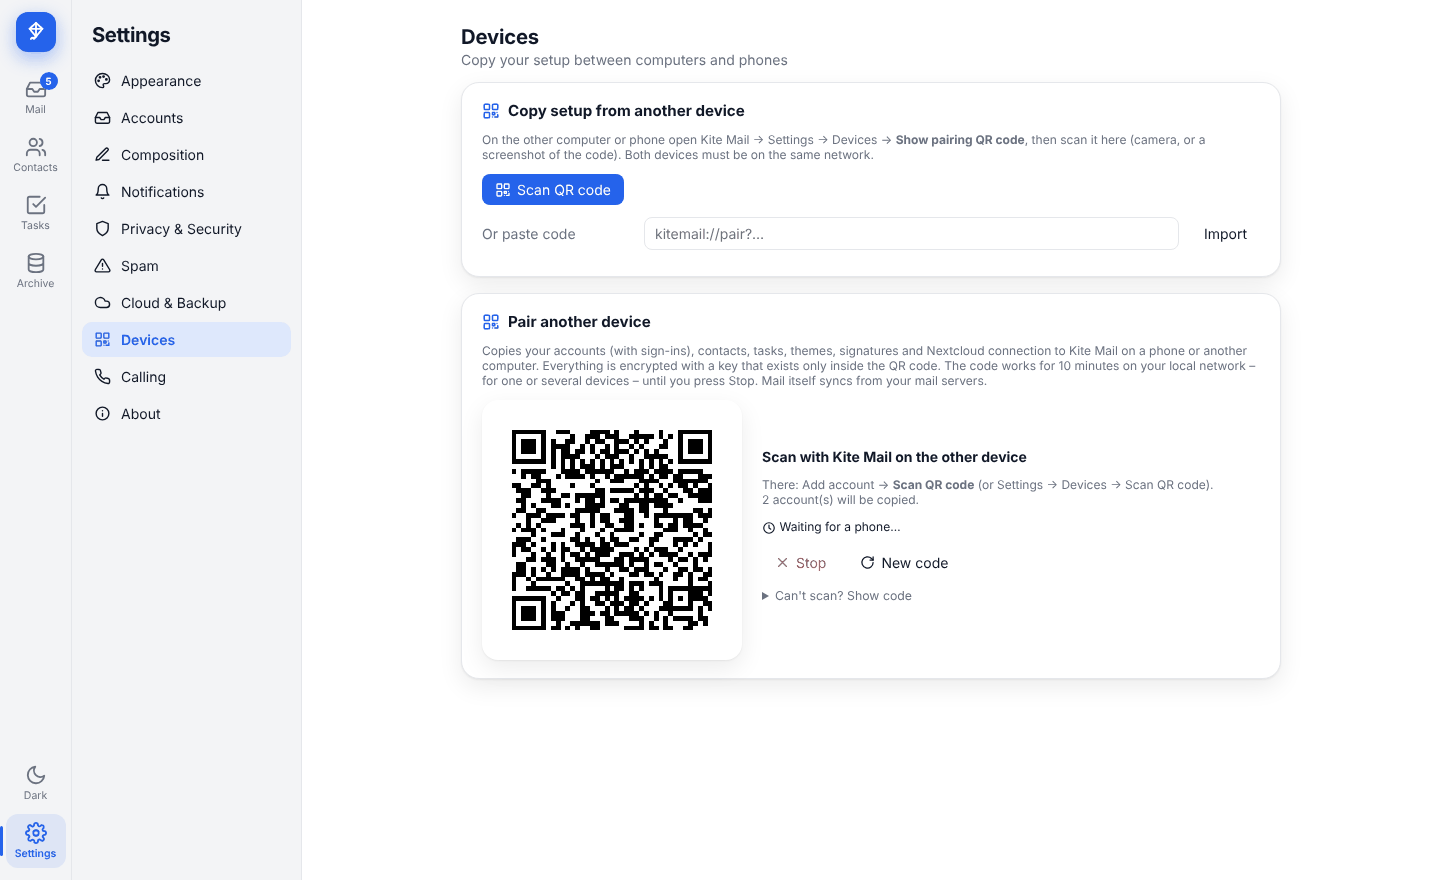 Settings
5
Mail
Contacts
Tasks
Archive
Dark
Settings
Appearance
Accounts
Composition
Notifications
Privacy & Security
Spam
Cloud & Backup
Devices
Calling
About
Devices
Copy your setup between computers and phones
Copy setup from another device
On the other computer or phone open Kite Mail → Settings → Devices → Show pairing QR code, then scan it here (camera, or a
screenshot of the code). Both devices must be on the same network.
Scan QR code
Or paste code kitemail://pair?... Import
Pair another device
Copies your accounts (with sign-ins), contacts, tasks, themes, signatures and Nextcloud connection to Kite Mail on a phone or another
computer. Everything is encrypted with a key that exists only inside the QR code. The code works for 10 minutes on your local network –
for one or several devices – until you press Stop. Mail itself syncs from your mail servers.
Scan with Kite Mail on the other device
There: Add account → Scan QR code (or Settings → Devices → Scan QR code).
2 account(s) will be copied.
Waiting for a phone...
Stop New code
Can't scan? Show code